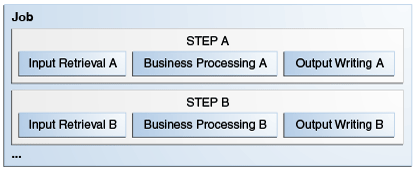 Job
STEP A
Input Retrieval A Business Processing A Output Writing A
STEP B
Input Retrieval B Business Processing B Output Writing B
...